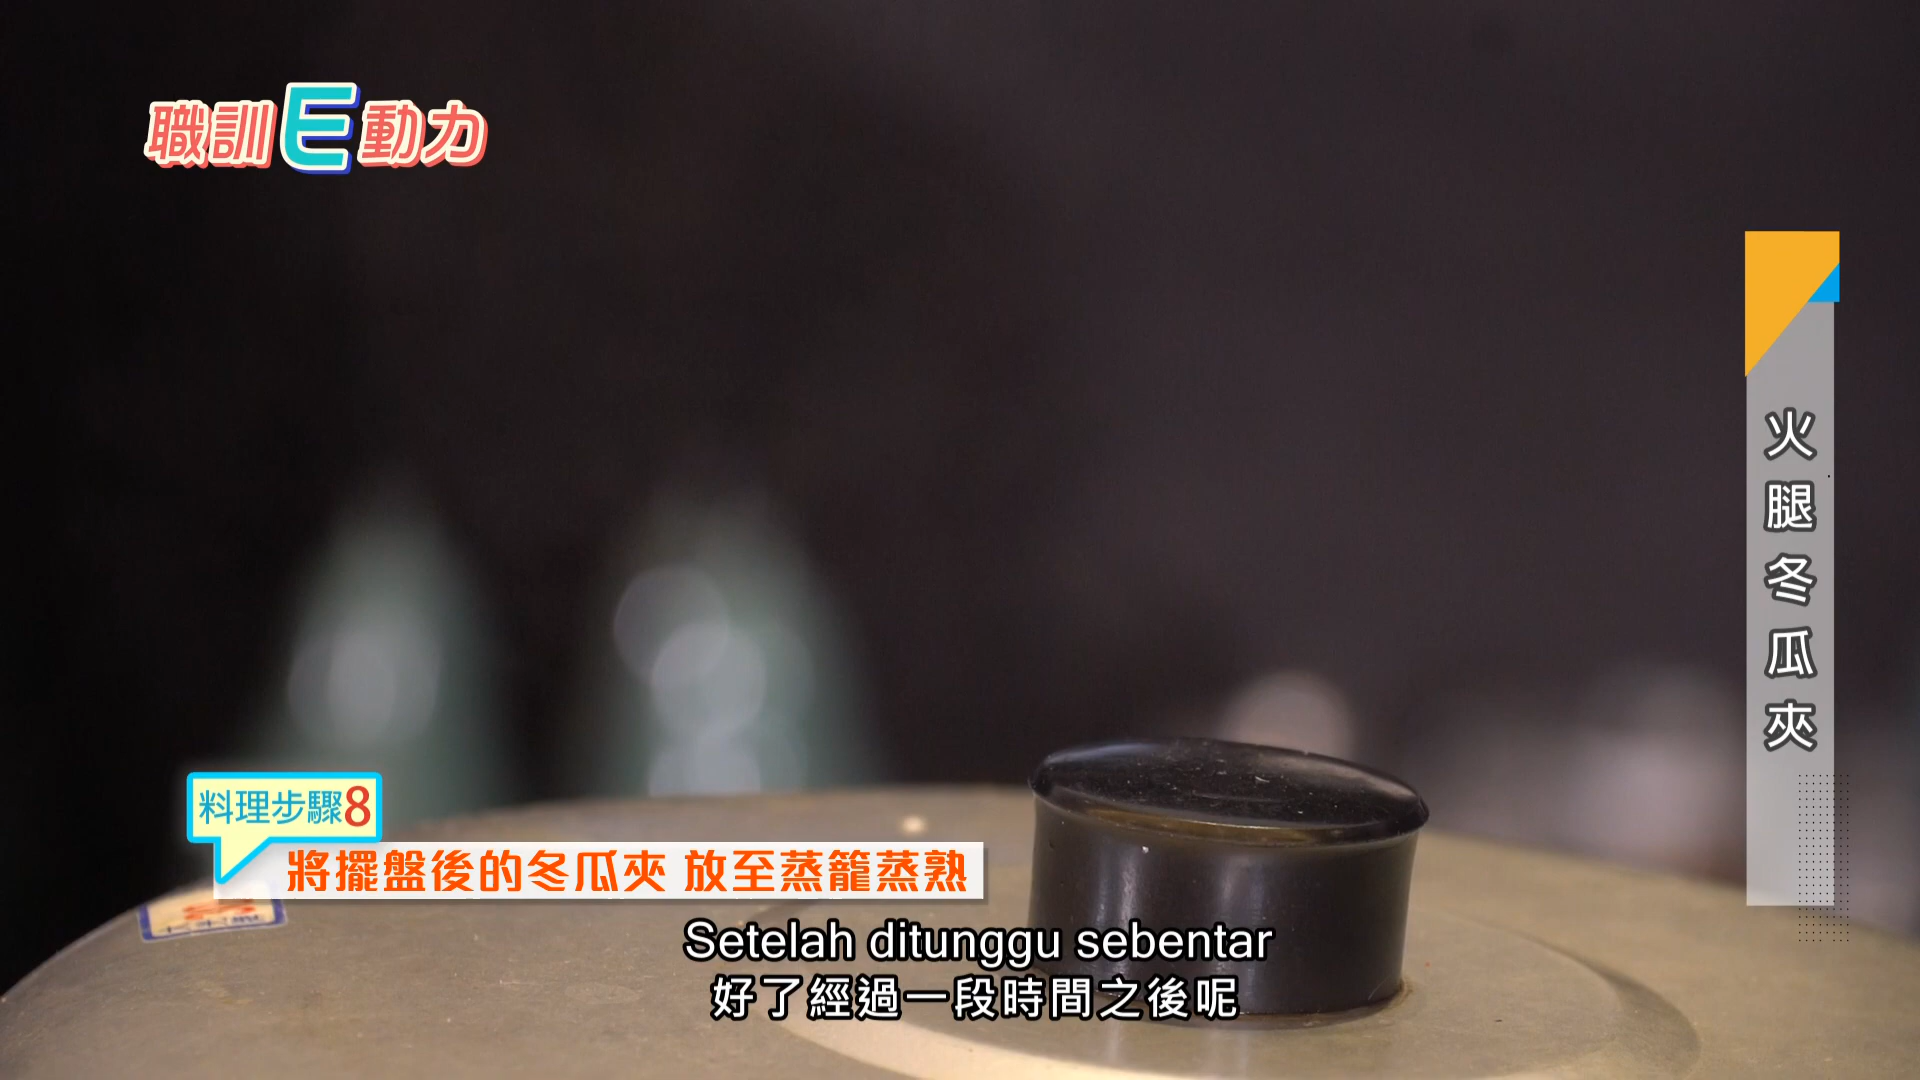 職訓E動力
火腿冬瓜夾
料理步驟8
將擺盤後的冬瓜夾 放至蒸籠蒸熟
Setelah ditunggu sebentar
好了經過一段時間之後呢